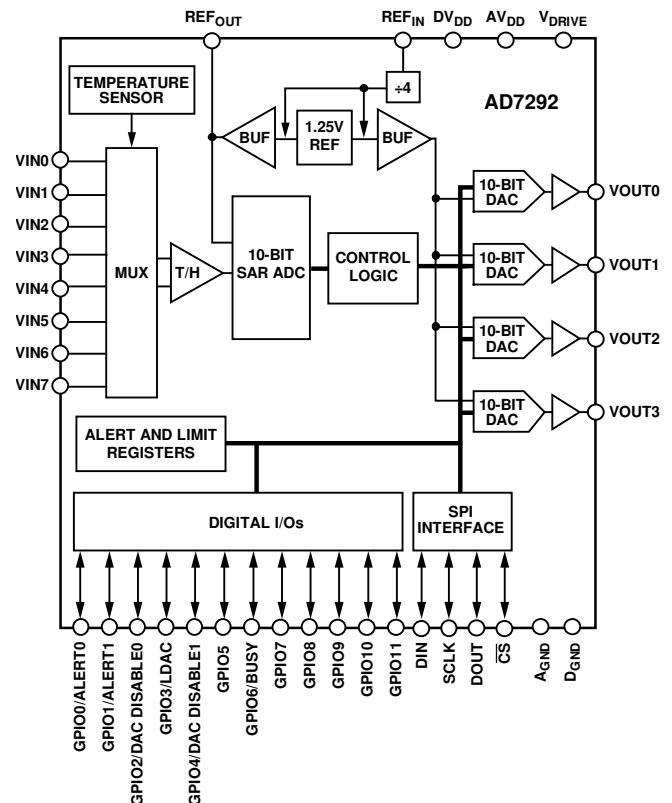 REFOUT
REFIN
DVDD
AVDD
VDRIVE
TEMPERATURE
SENSOR
÷4
AD7292
BUF
1.25V
REF
BUF
VIN0
VIN1
VIN2
VIN3
VIN4
VIN5
VIN6
VIN7
MUX
T/H
10-BIT
SAR ADC
CONTROL
LOGIC
10-BIT
DAC
VOUT0
10-BIT
DAC
VOUT1
10-BIT
DAC
VOUT2
10-BIT
DAC
VOUT3
ALERT AND LIMIT
REGISTERS
DIGITAL I/Os
SPI
INTERFACE
GPIO0/ALERT0
GPIO1/ALERT1
GPIO2/DAC DISABLE0
GPIO3/LDAC
GPIO4/DAC DISABLE1
GPIO5
GPIO6/BUSY
GPIO7
GPIO8
GPIO9
GPIO10
GPIO11
DIN
SCLK
DOUT
CS
AGND
DGND